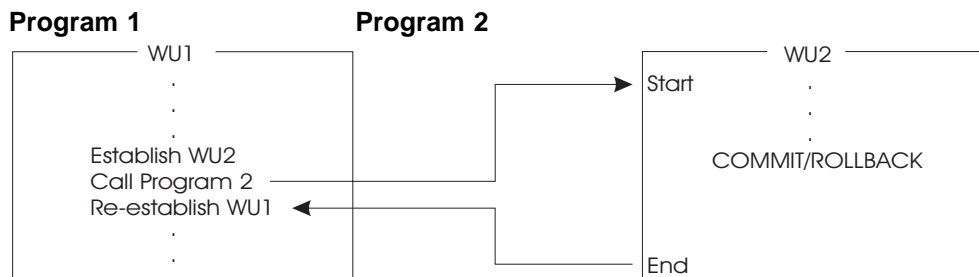 Program 1
Program 2
WU1
.
.
.
Establish WU2
Call Program 2
Re-establish WU1
.
.
WU2
Start
.
.
.
COMMIT/ROLLBACK
End